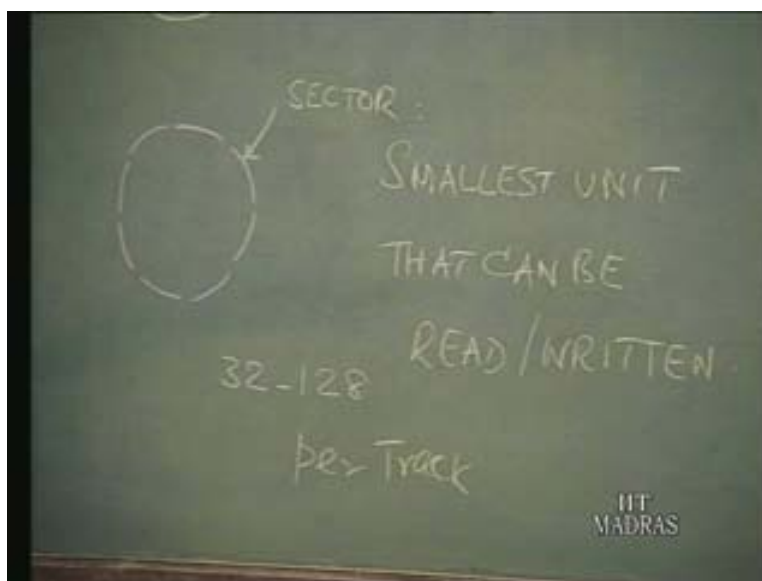 SECTOR:
SMALLEST UNIT
THAT CAN BE
READ/WRITTEN.
32-128
per Track
IIT
MADRAS